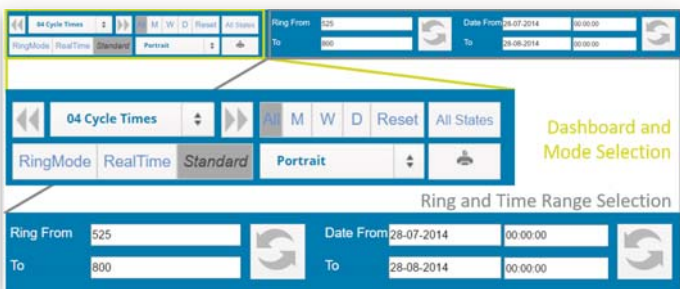 04 Cycle Times All M W D Reset All States
RingMode RealTime Standard Portrait
Ring From 525 Date From 28-07-2014 00:00:00
To 800 To 28-08-2014 00:00:00
04 Cycle Times All M W D Reset All States
RingMode RealTime Standard Portrait
Dashboard and
Mode Selection
Ring and Time Range Selection
Ring From 525 Date From 28-07-2014 00:00:00
To 800 To 28-08-2014 00:00:00